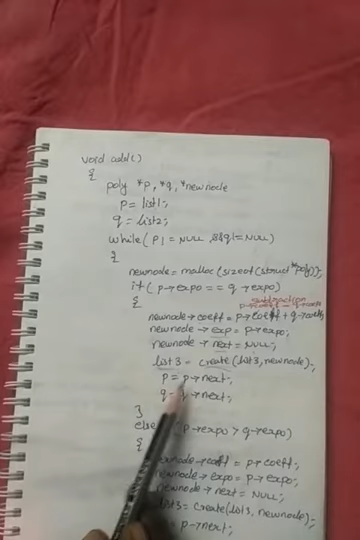 void add()
{
poly *p, *q, *newnode
p = list1;
q = list2;
while(p != NULL && q != NULL)
{
newnode = malloc (sizeof (struct *poly));
if( p→expo == q→expo)
subtraction
{
p→coeff - q→coeff
newnode→coeff = p→coeff + q→coeff;
newnode→exp = p→expo;
newnode→next = NULL;
list3 = create(list3, newnode);
p = p→next;
q = q→next;
}
else (p→expo > q→expo)
{
newnode→coeff = p→coeff;
newnode→expo = p→expo;
newnode→next = NULL;
list3 = create(list3, newnode);
= p→next;